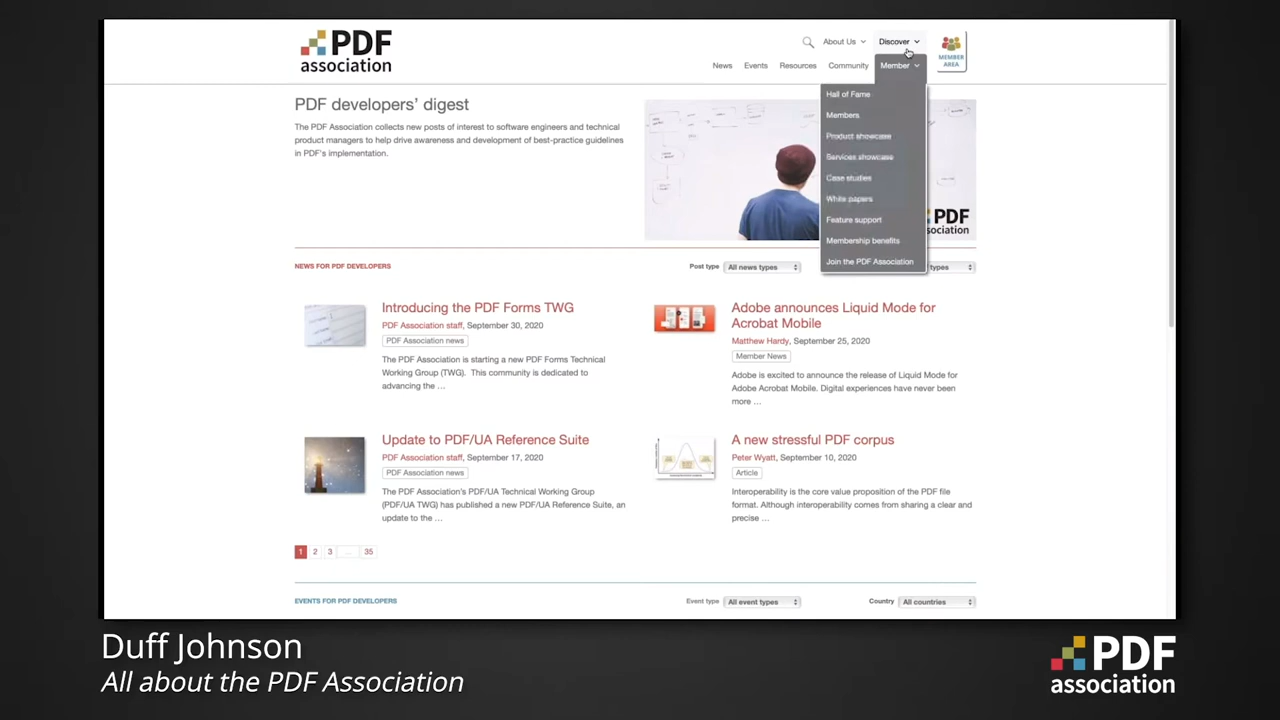 PDF
association
About Us
Discover
MEMBER
AREA
News
Events
Resources
Community
Member
Hall of Fame
Members
Product showcase
Services showcase
Case studies
White papers
Feature support
Membership benefits
Join the PDF Association
PDF developers' digest
The PDF Association collects new posts of interest to software engineers and technical
product managers to help drive awareness and development of best-practice guidelines
in PDF's implementation.
PDF
association
NEWS FOR PDF DEVELOPERS
Post type
All news types
types
Introducing the PDF Forms TWG
PDF Association staff, September 30, 2020
PDF Association news
The PDF Association is starting a new PDF Forms Technical
Working Group (TWG). This community is dedicated to
advancing the ...
Adobe announces Liquid Mode for
Acrobat Mobile
Matthew Hardy, September 25, 2020
Member News
Adobe is excited to announce the release of Liquid Mode for
Adobe Acrobat Mobile. Digital experiences have never been
more ...
Update to PDF/UA Reference Suite
PDF Association staff, September 17, 2020
PDF Association news
The PDF Association's PDF/UA Technical Working Group
(PDF/UA TWG) has published a new PDF/UA Reference Suite, an
update to the ...
A new stressful PDF corpus
Peter Wyatt, September 10, 2020
Article
Interoperability is the core value proposition of the PDF file
format. Although interoperability comes from sharing a clear and
precise ...
1 2 3 ... 35
EVENTS FOR PDF DEVELOPERS
Event type
All event types
Country
All countries
Duff Johnson
All about the PDF Association
PDF
association